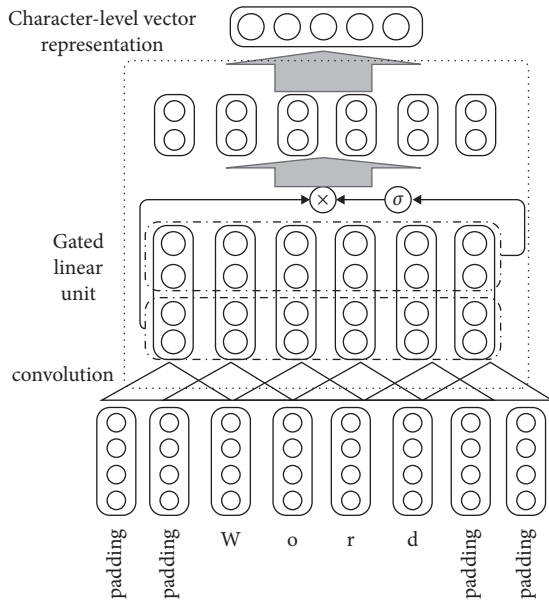 Character-level vector
representation
× σ
Gated
linear
unit
convolution
padding padding W o r d padding padding